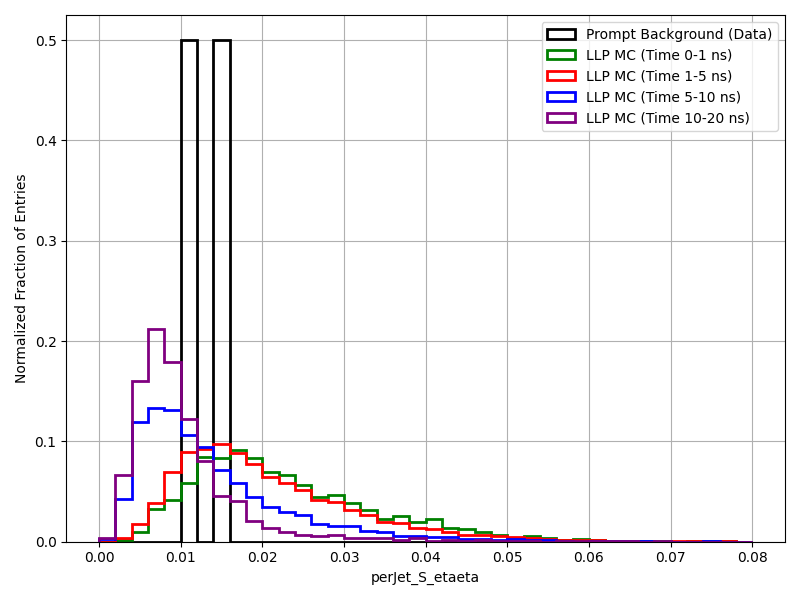 Prompt Background (Data)
LLP MC (Time 0-1 ns)
LLP MC (Time 1-5 ns)
LLP MC (Time 5-10 ns)
LLP MC (Time 10-20 ns)
Normalized Fraction of Entries
0.5
0.4
0.3
0.2
0.1
0.0
0.00 0.01 0.02 0.03 0.04 0.05 0.06 0.07 0.08
perJet_S_etaeta